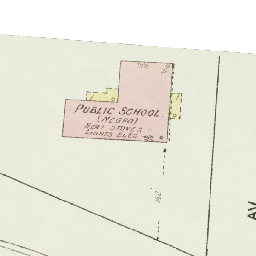 PUBLIC SCHOOL.
(NEGRO)
HEAT STOVES -
LIGHTS ELEC.
162
AV